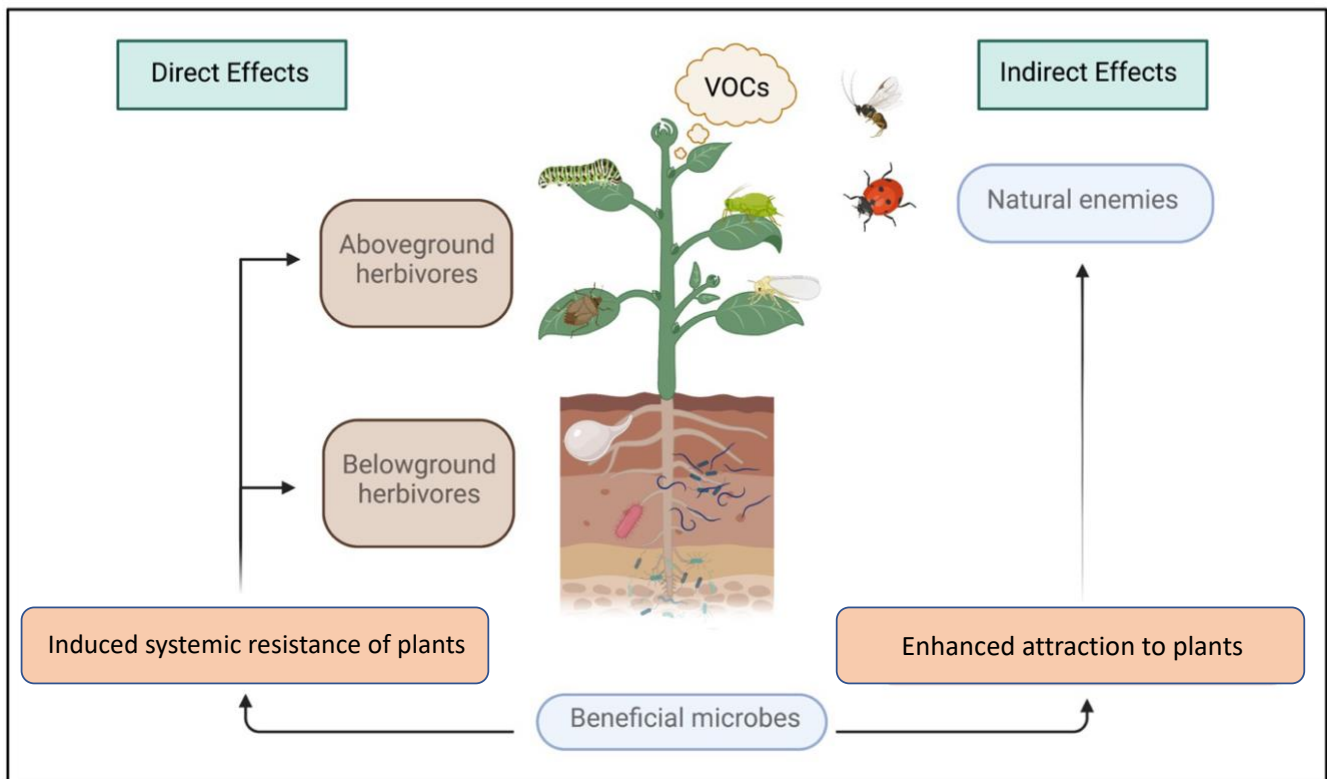 Direct Effects
VOCs
Indirect Effects
Natural enemies
Aboveground
herbivores
Belowground
herbivores
Induced systemic resistance of plants
Enhanced attraction to plants
Beneficial microbes